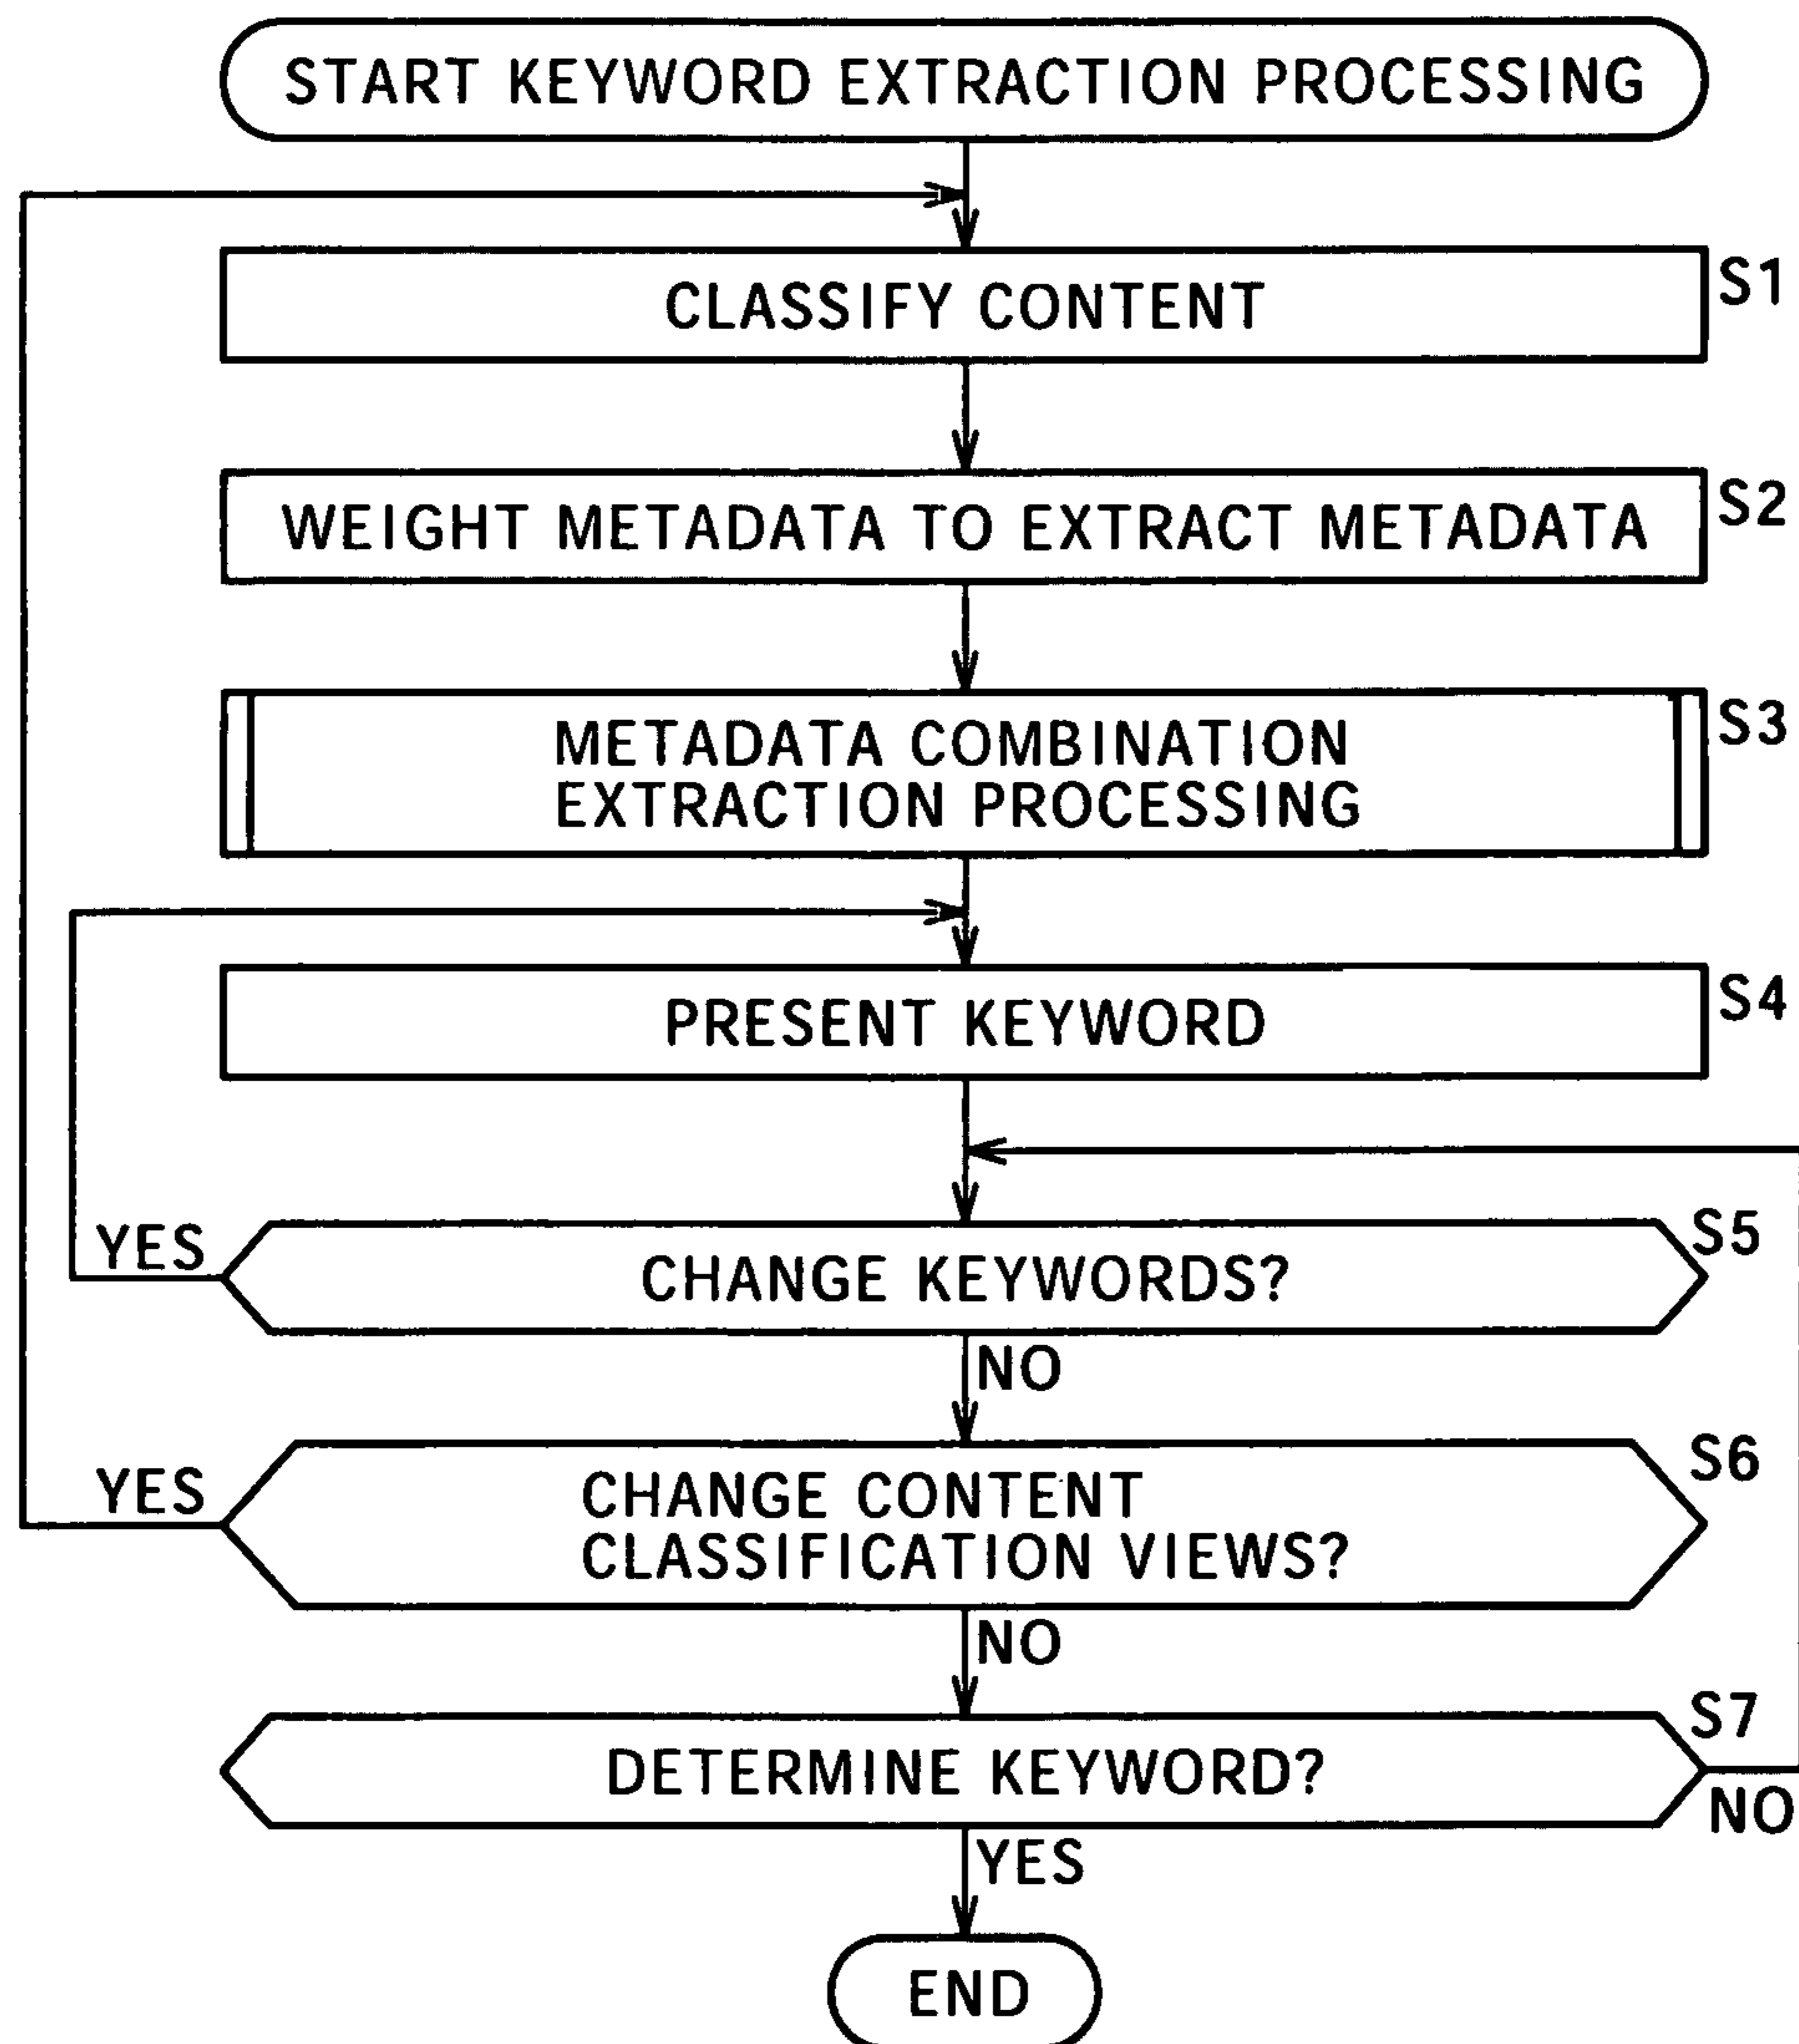 START KEYWORD EXTRACTION PROCESSING
CLASSIFY CONTENT
S1
WEIGHT METADATA TO EXTRACT METADATA
S2
METADATA COMBINATION
EXTRACTION PROCESSING
S3
PRESENT KEYWORD
S4
YES
CHANGE KEYWORDS?
S5
NO
YES
CHANGE CONTENT
CLASSIFICATION VIEWS?
S6
NO
DETERMINE KEYWORD?
S7
NO
YES
END